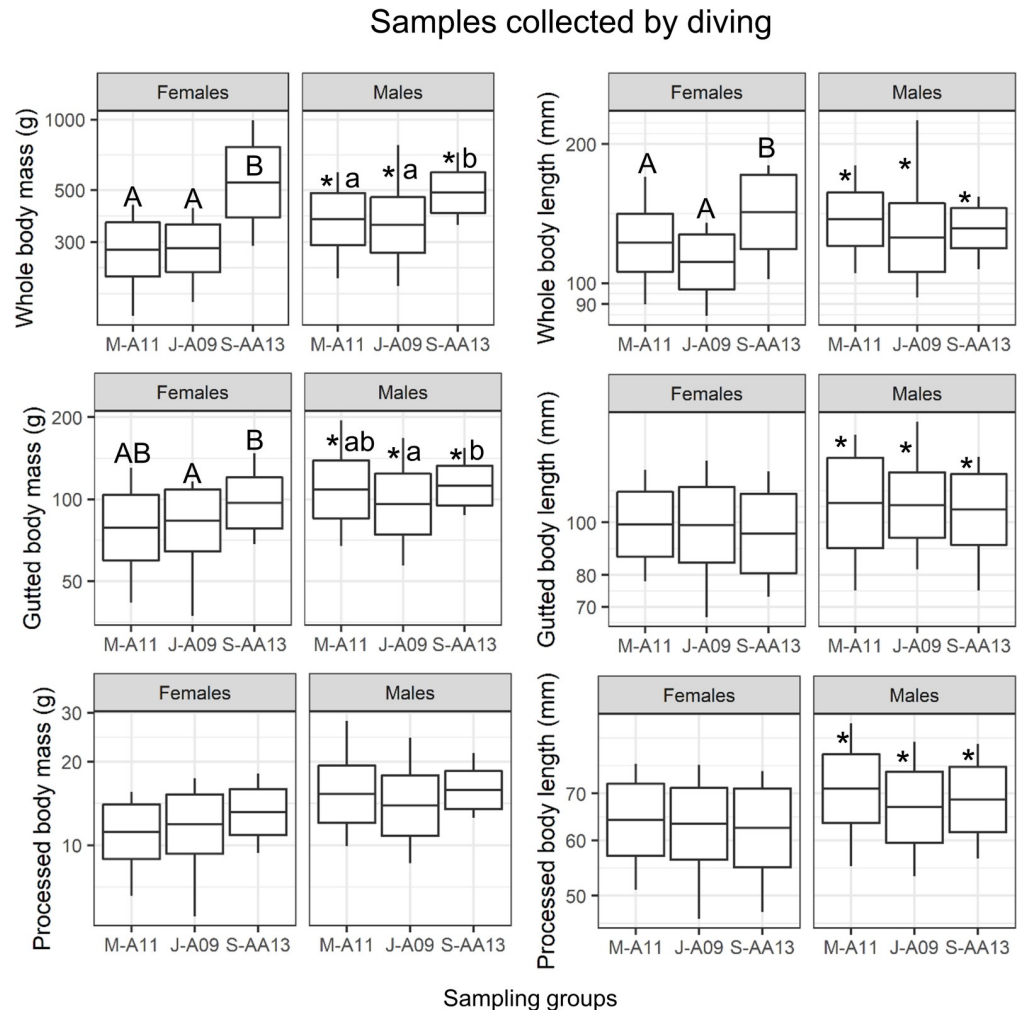 Samples collected by diving
Whole body mass (g)
Females
Males
1000
500
300
A
A
B
* a
* a
* b
M-A11 J-A09 S-AA13
M-A11 J-A09 S-AA13
Whole body length (mm)
Females
Males
200
100
90
A
A
B
*
*
*
M-A11 J-A09 S-AA13
M-A11 J-A09 S-AA13
Gutted body mass (g)
Females
Males
200
100
50
AB
A
B
*ab
*a
*b
M-A11 J-A09 S-AA13
M-A11 J-A09 S-AA13
Gutted body length (mm)
Females
Males
100
80
70
*
*
*
M-A11 J-A09 S-AA13
M-A11 J-A09 S-AA13
Processed body mass (g)
Females
Males
30
20
10
M-A11 J-A09 S-AA13
M-A11 J-A09 S-AA13
Processed body length (mm)
Females
Males
70
60
50
*
*
*
M-A11 J-A09 S-AA13
M-A11 J-A09 S-AA13
Sampling groups